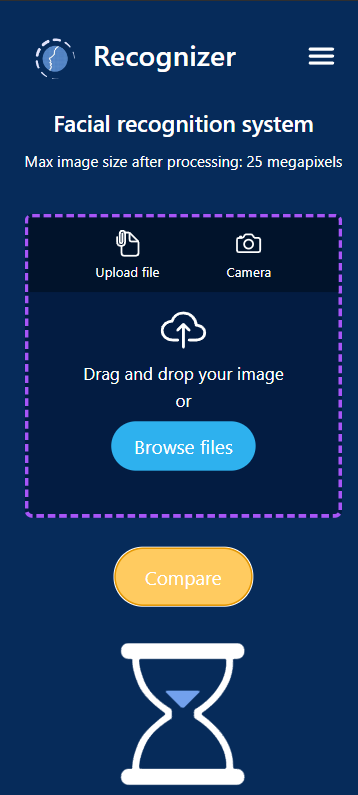 Recognizer
Facial recognition system
Max image size after processing: 25 megapixels
Upload file
Camera
Drag and drop your image
or
Browse files
Compare